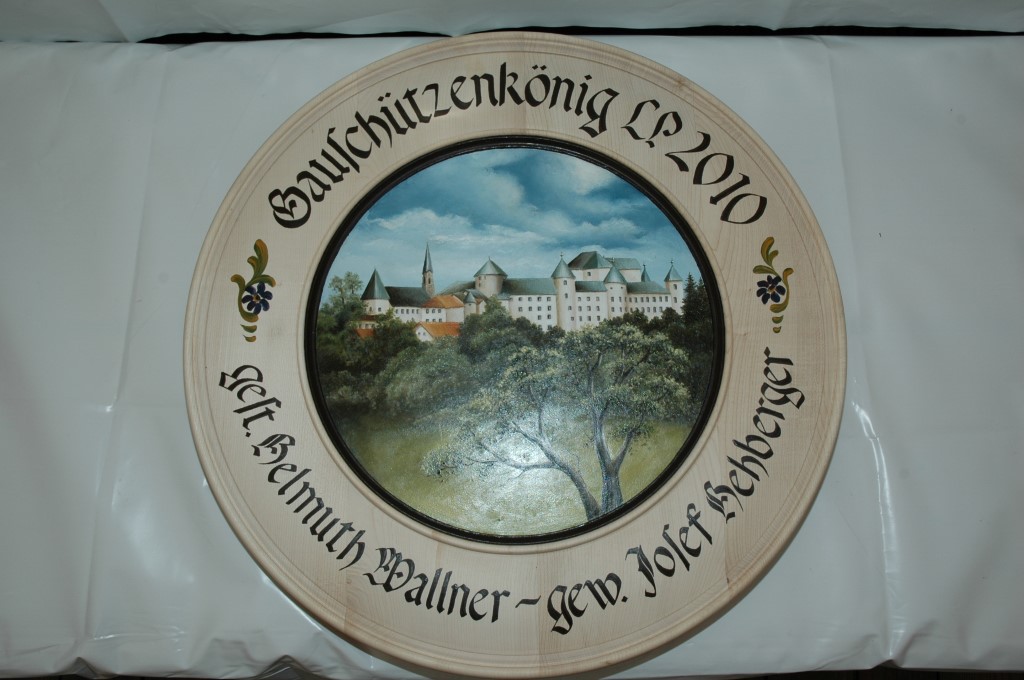 Gauschützenkönig LP 2010
Gest. Helmuth Wallner - gew. Josef Hehberger